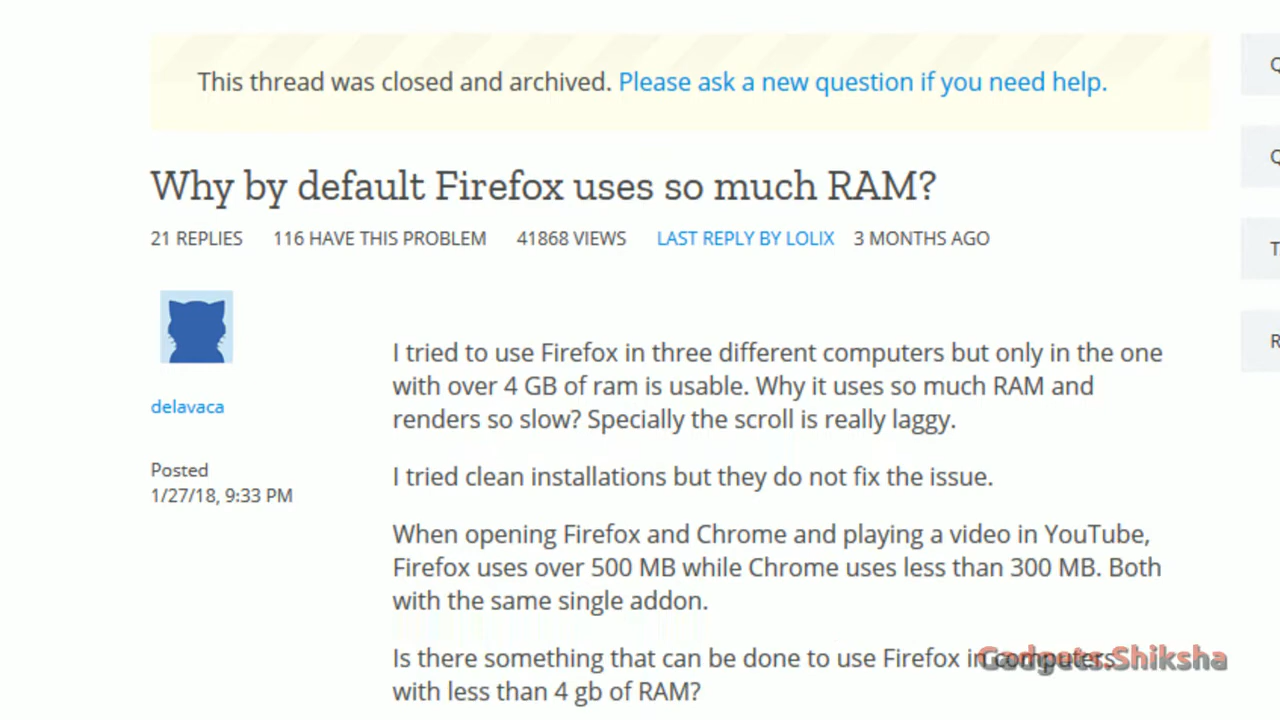 This thread was closed and archived. Please ask a new question if you need help.
Why by default Firefox uses so much RAM?
21 REPLIES 116 HAVE THIS PROBLEM 41868 VIEWS LAST REPLY BY LOLIX 3 MONTHS AGO
delavaca
Posted
1/27/18, 9:33 PM
I tried to use Firefox in three different computers but only in the one
with over 4 GB of ram is usable. Why it uses so much RAM and
renders so slow? Specially the scroll is really laggy.
I tried clean installations but they do not fix the issue.
When opening Firefox and Chrome and playing a video in YouTube,
Firefox uses over 500 MB while Chrome uses less than 300 MB. Both
with the same single addon.
Is there something that can be done to use Firefox in computers
with less than 4 gb of RAM?
Gadgets.Shiksha
Q
Q
T
R